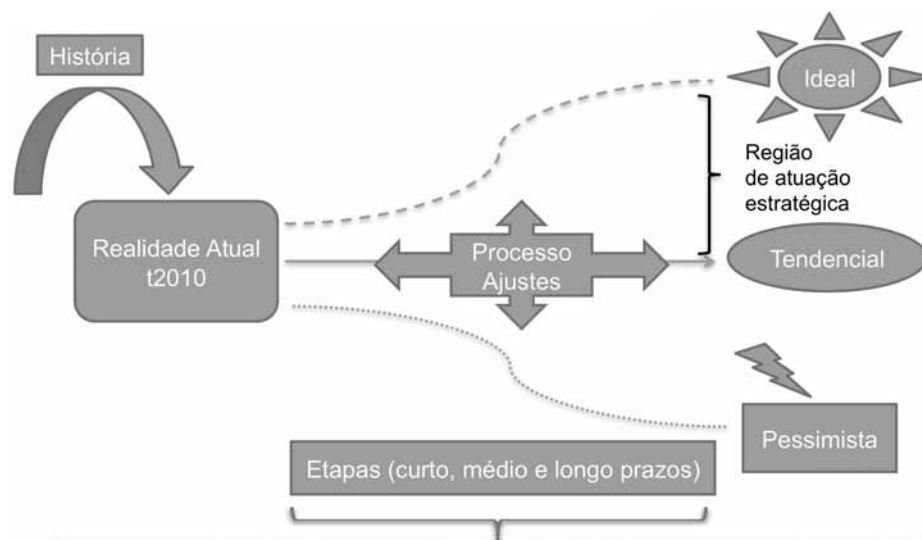 História
Ideal
Região
de atuação
estratégica
Realidade Atual
t2010
Processo
Ajustes
Tendencial
Pessimista
Etapas (curto, médio e longo prazos)